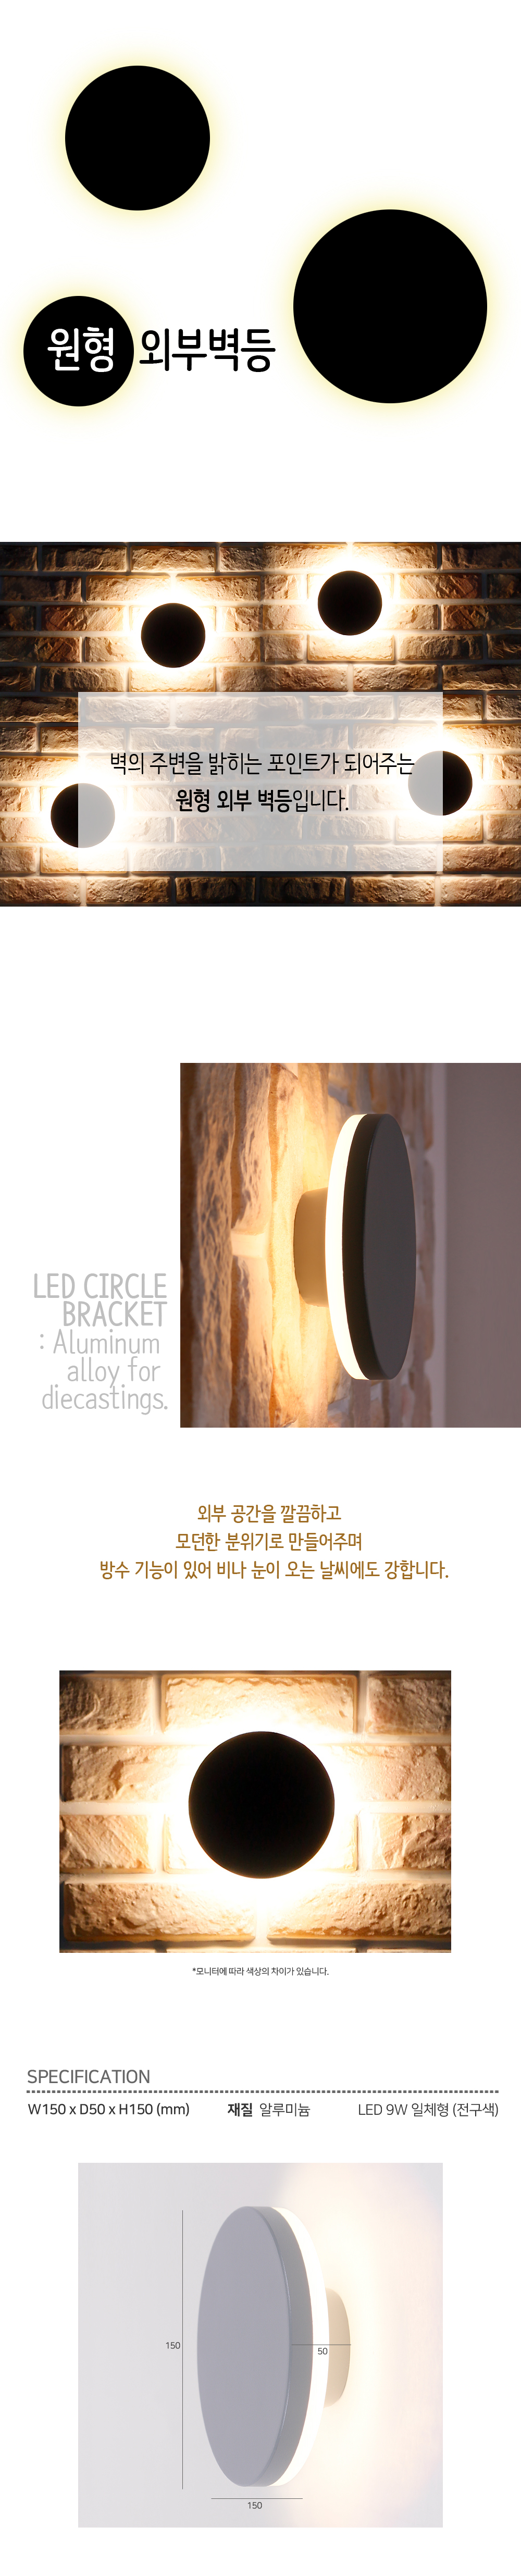 원형 외부벽등
벽의 주변을 밝히는 포인트가 되어주는
원형 외부 벽등입니다.
LED CIRCLE
BRACKET
: Aluminum
alloy for
diecastings.
외부 공간을 깔끔하고
모던한 분위기로 만들어주며
방수 기능이 있어 비나 눈이 오는 날씨에도 강합니다.
*모니터에 따라 색상의 차이가 있습니다.
SPECIFICATION
W150 x D50 x H150 (mm) 재질 알루미늄 LED 9W 일체형 (전구색)
150
50
150